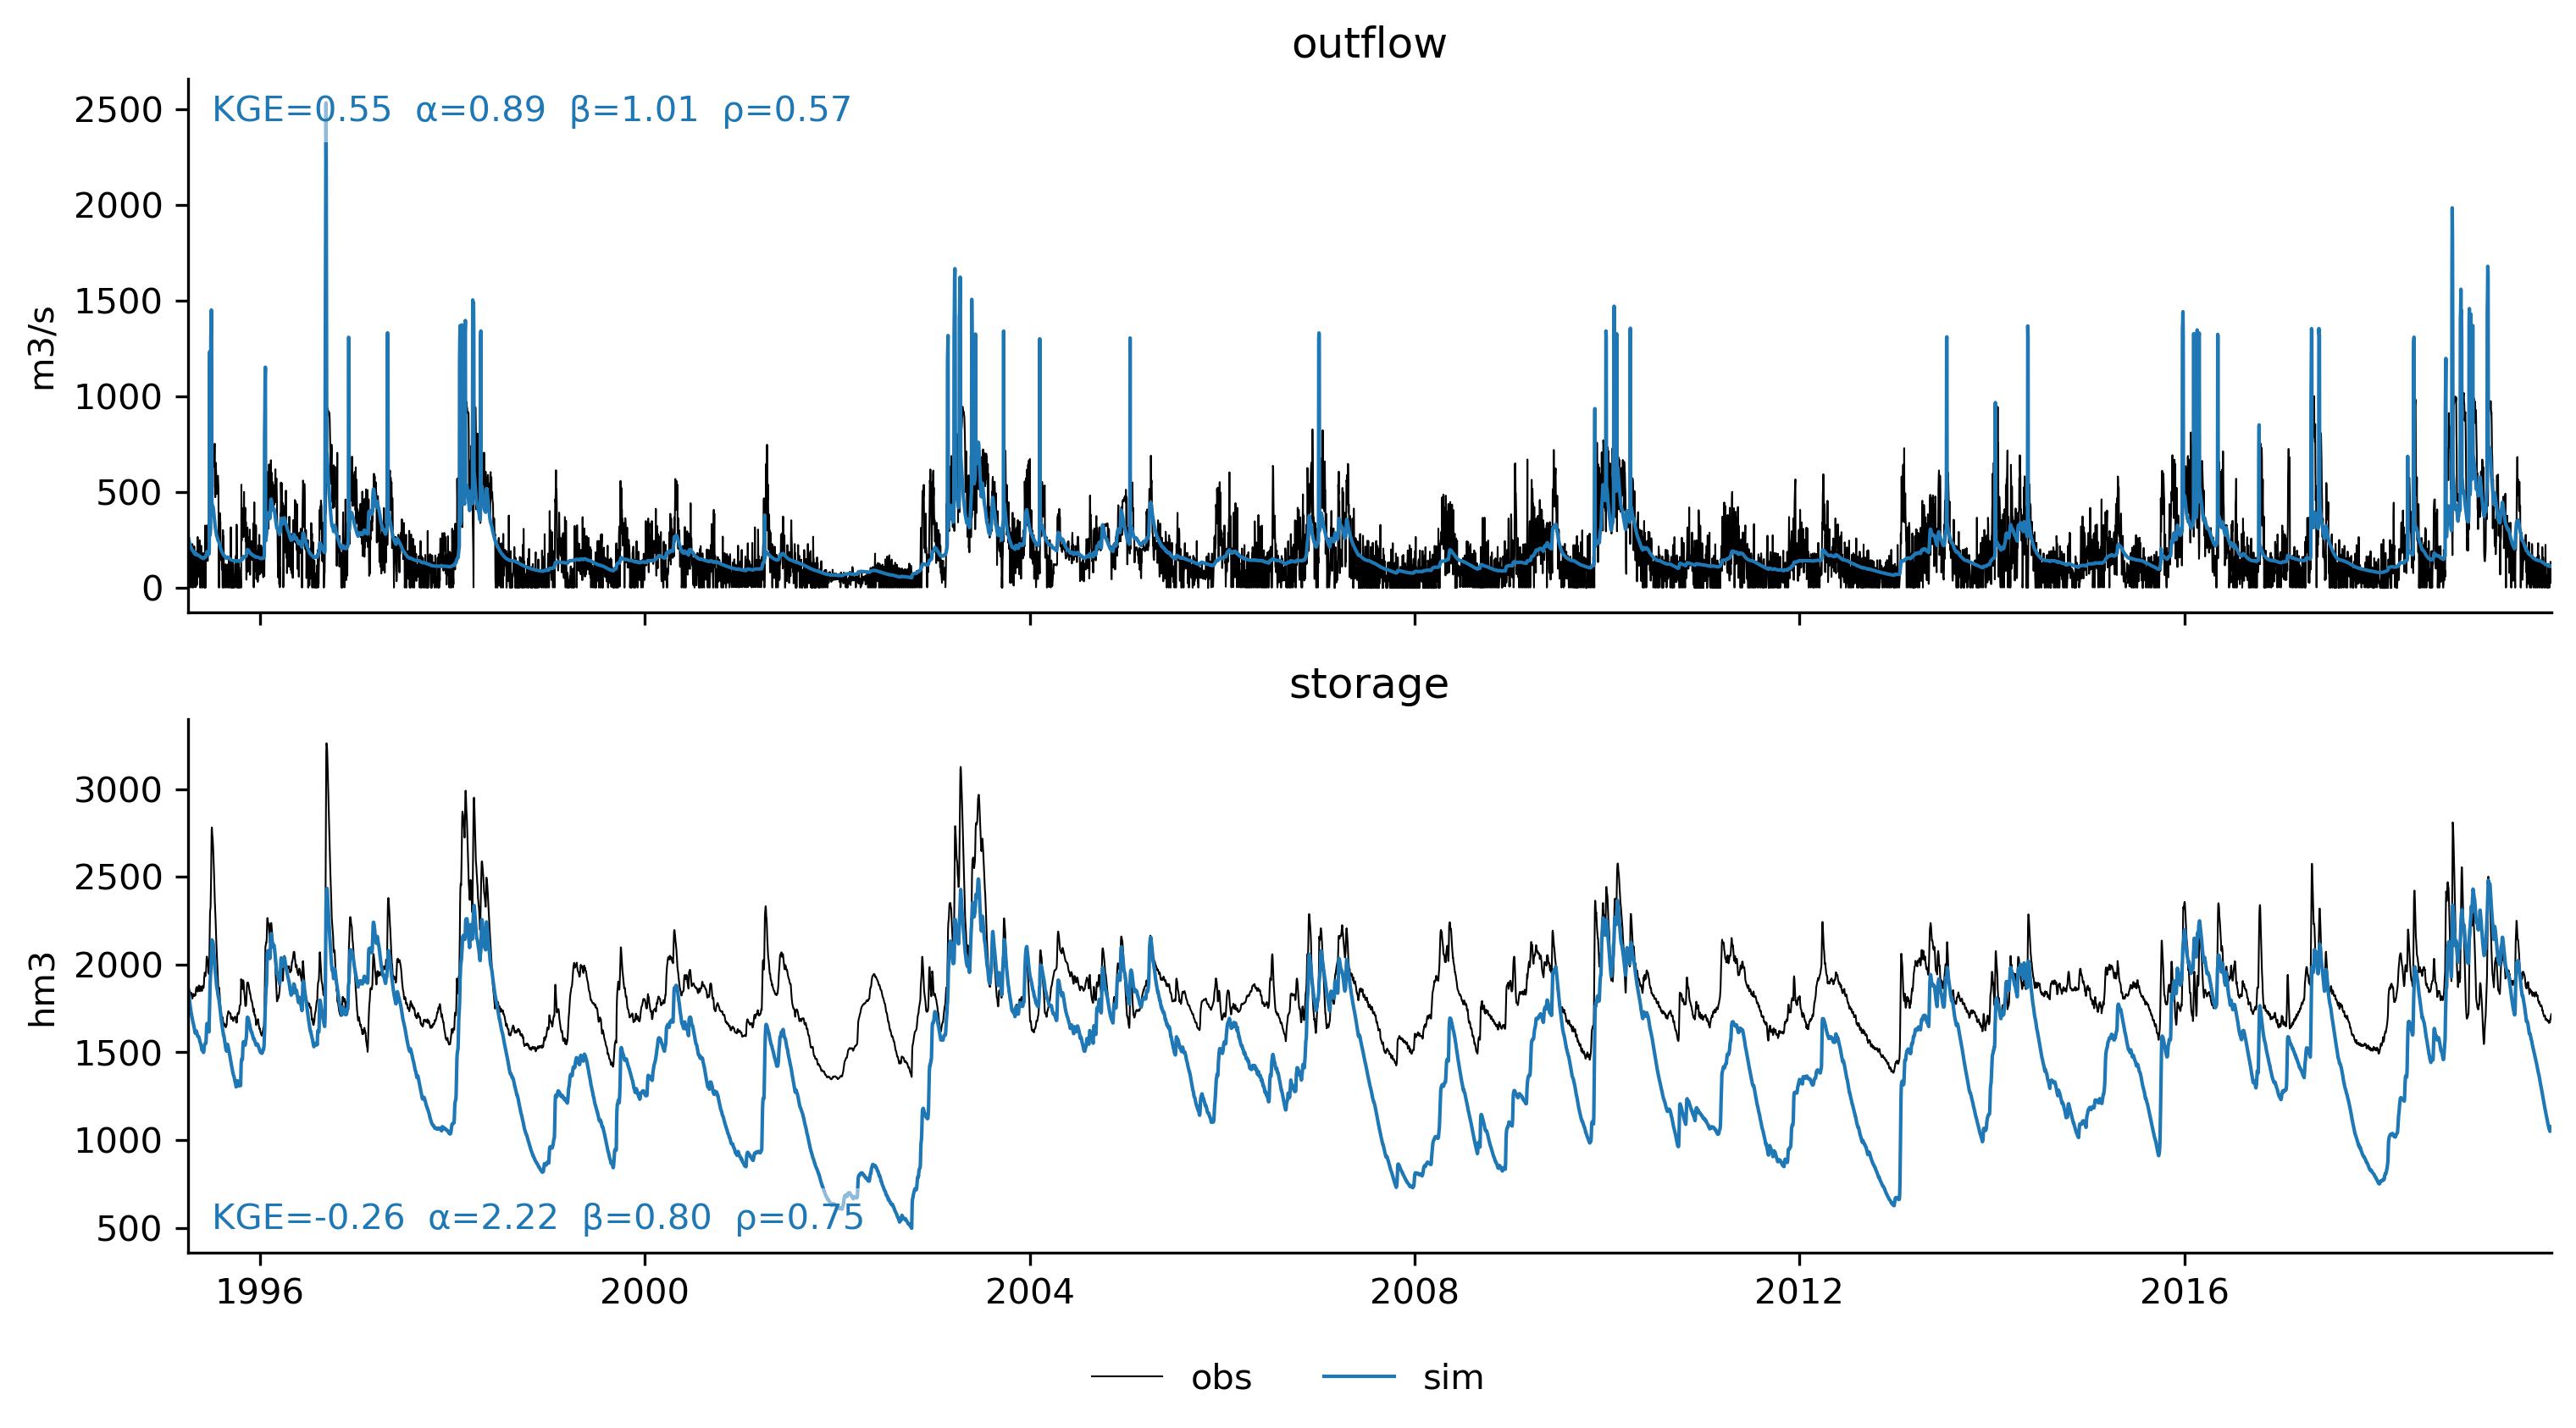 outflow
KGE=0.55 α=0.89 β=1.01 ρ=0.57
2500
2000
1500
1000
500
0
m3/s
storage
3000
2500
2000
1500
1000
500
hm3
KGE=-0.26 α=2.22 β=0.80 ρ=0.75
1996 2000 2004 2008 2012 2016
obs sim